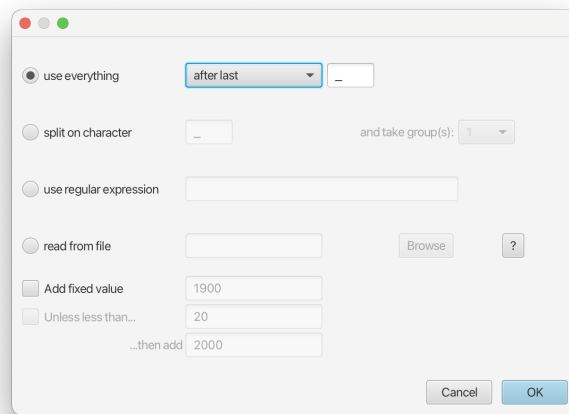 use everything after last _
split on character _ and take group(s): 1
use regular expression
read from file Browse ?
Add fixed value 1900
Unless less than... 20
...then add 2000
Cancel OK